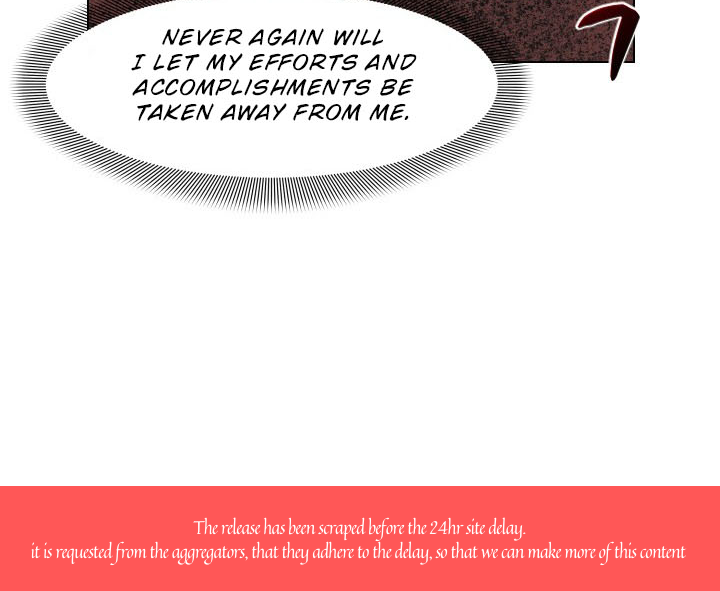 NEVER AGAIN WILL
I LET MY EFFORTS AND
ACCOMPLISHMENTS BE
TAKEN AWAY FROM ME.
The release has been scraped before the 24hr site delay.
it is requested from the aggregators, that they adhere to the delay, so that we can make more of this content